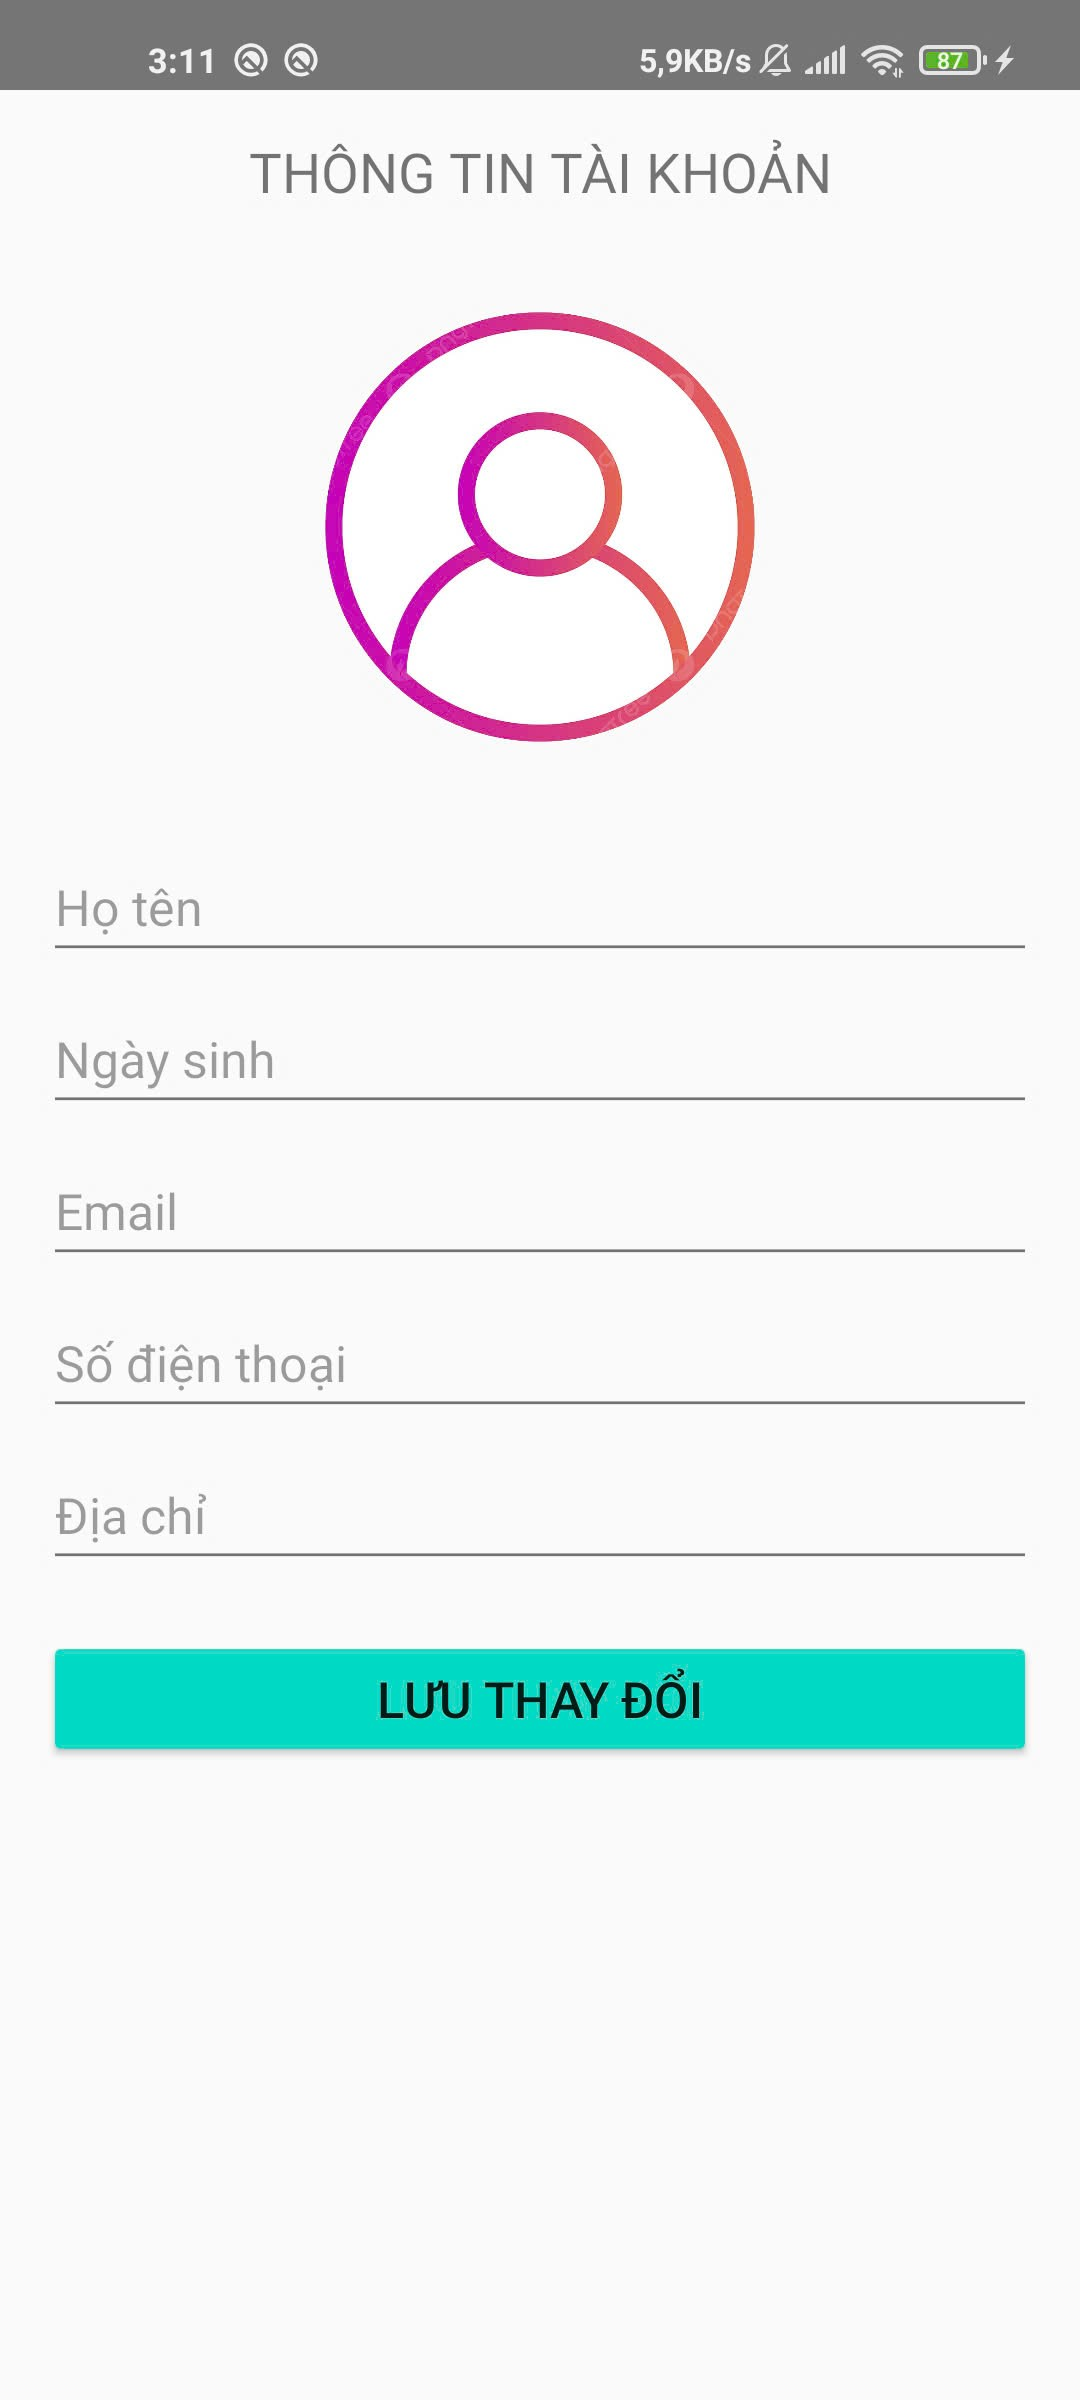 3:11 5,9KB/s 87
THÔNG TIN TÀI KHOẢN
Họ tên
Ngày sinh
Email
Số điện thoại
Địa chỉ
LƯU THAY ĐỔI